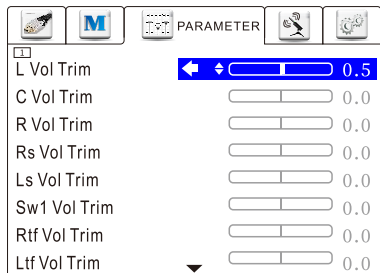 M PARAMETER
1
L Vol Trim 0.5
C Vol Trim 0.0
R Vol Trim 0.0
Rs Vol Trim 0.0
Ls Vol Trim 0.0
Sw1 Vol Trim 0.0
Rtf Vol Trim 0.0
Ltf Vol Trim 0.0